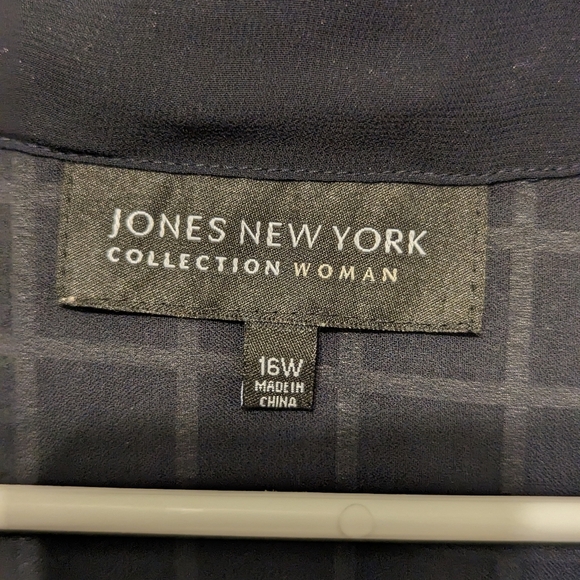 JONES NEW YORK
COLLECTION WOMAN
16W
MADE IN
CHINA